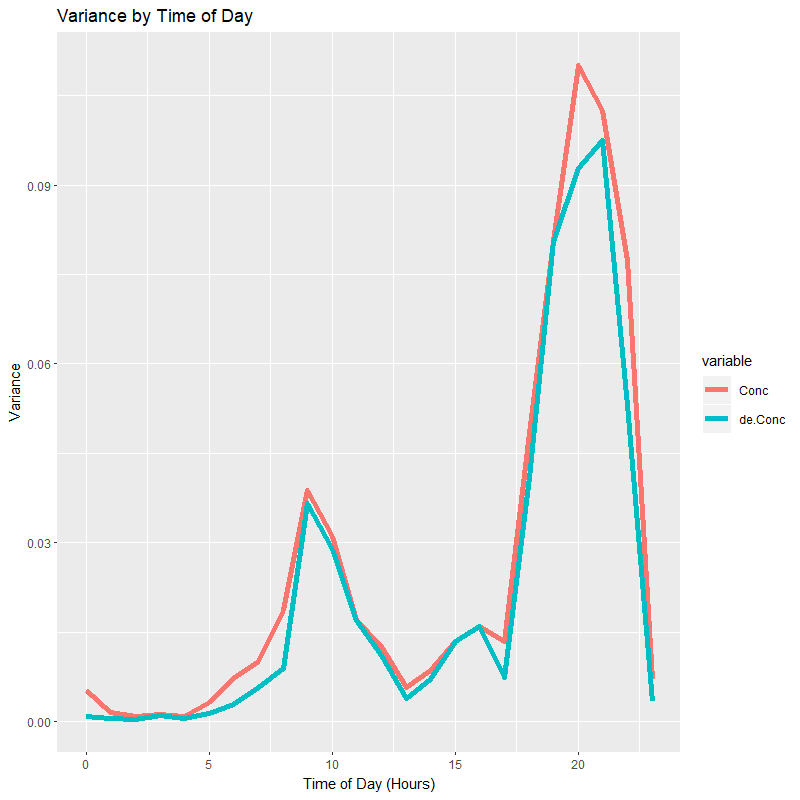 Variance by Time of Day
0.09
0.06
0.03
0.00
Variance
0
5
10
15
20
Time of Day (Hours)
variable
Conc
de.Conc